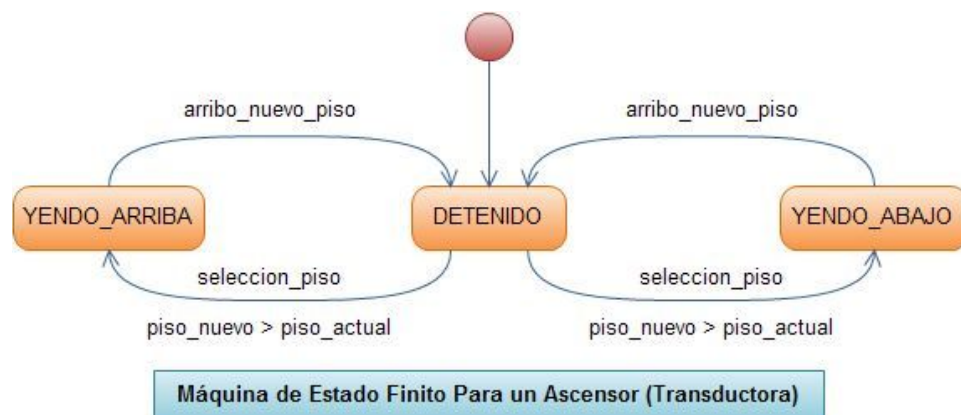 arribo_nuevo_piso
arribo_nuevo_piso
YENDO_ARRIBA
DETENIDO
YENDO_ABAJO
seleccion_piso
seleccion_piso
piso_nuevo > piso_actual
piso_nuevo > piso_actual
Máquina de Estado Finito Para un Ascensor (Transductora)